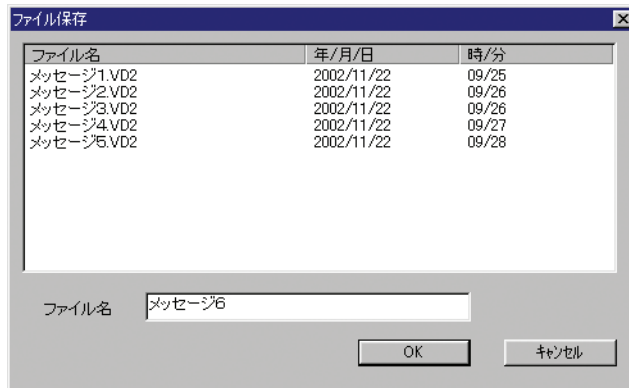 ファイル保存
ファイル名 年/月/日 時/分
メッセージ1.VD2 2002/11/22 09/25
メッセージ2.VD2 2002/11/22 09/26
メッセージ3.VD2 2002/11/22 09/26
メッセージ4.VD2 2002/11/22 09/27
メッセージ5.VD2 2002/11/22 09/28
ファイル名 メッセージ6
OK キャンセル